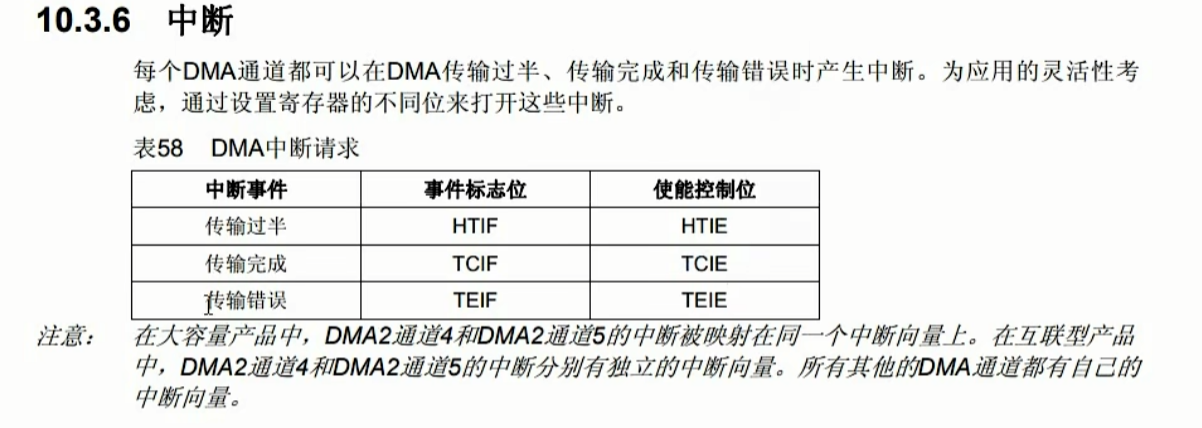 10.3.6 中断
每个DMA通道都可以在DMA传输过半、传输完成和传输错误时产生中断。为应用的灵活性考
虑，通过设置寄存器的不同位来打开这些中断。
表58 DMA中断请求
中断事件 事件标志位 使能控制位
传输过半 HTIF HTIE
传输完成 TCIF TCIE
传输错误 TEIF TEIE
注意： 在大容量产品中，DMA2通道4和DMA2通道5的中断被映射在同一个中断向量上。在互联型产品
中，DMA2通道4和DMA2通道5的中断分别有独立的中断向量。所有其他的DMA通道都有自己的
中断向量。